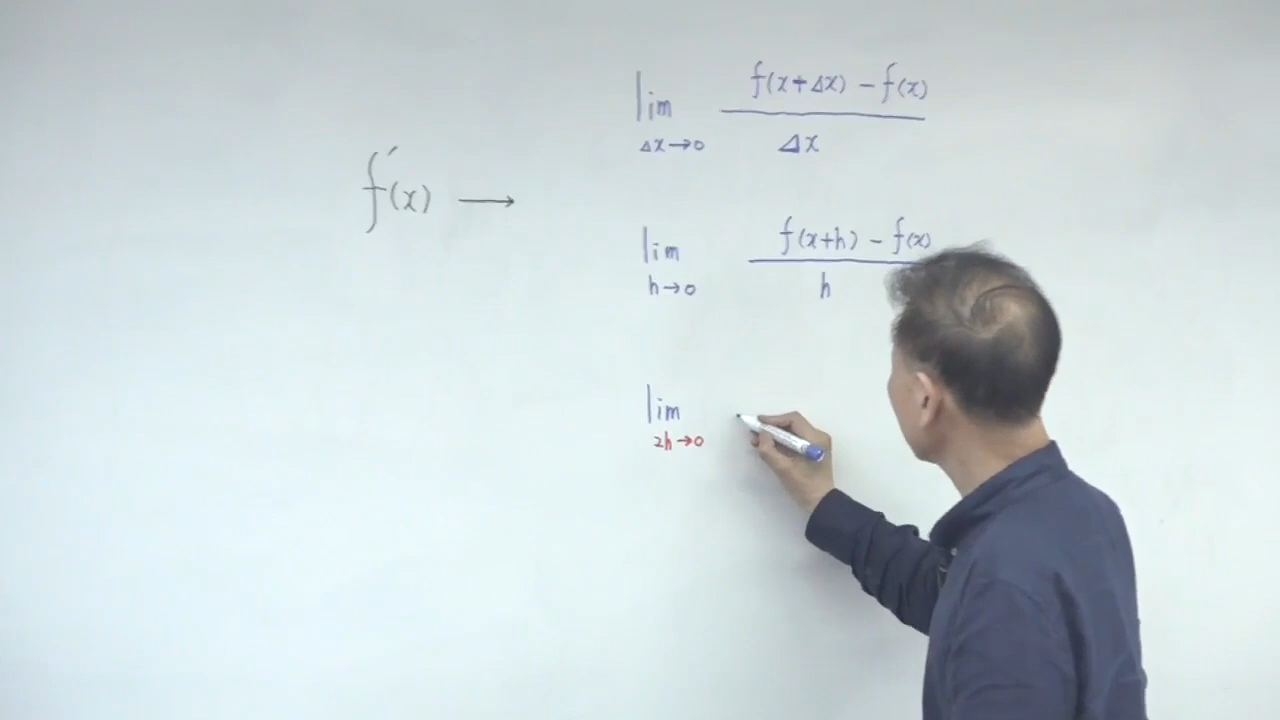 lim f(x+Δx) - f(x)
Δx→0 Δx
f'(x) →
lim f(x+h) - f(x)
h→0 h
lim
2h→0